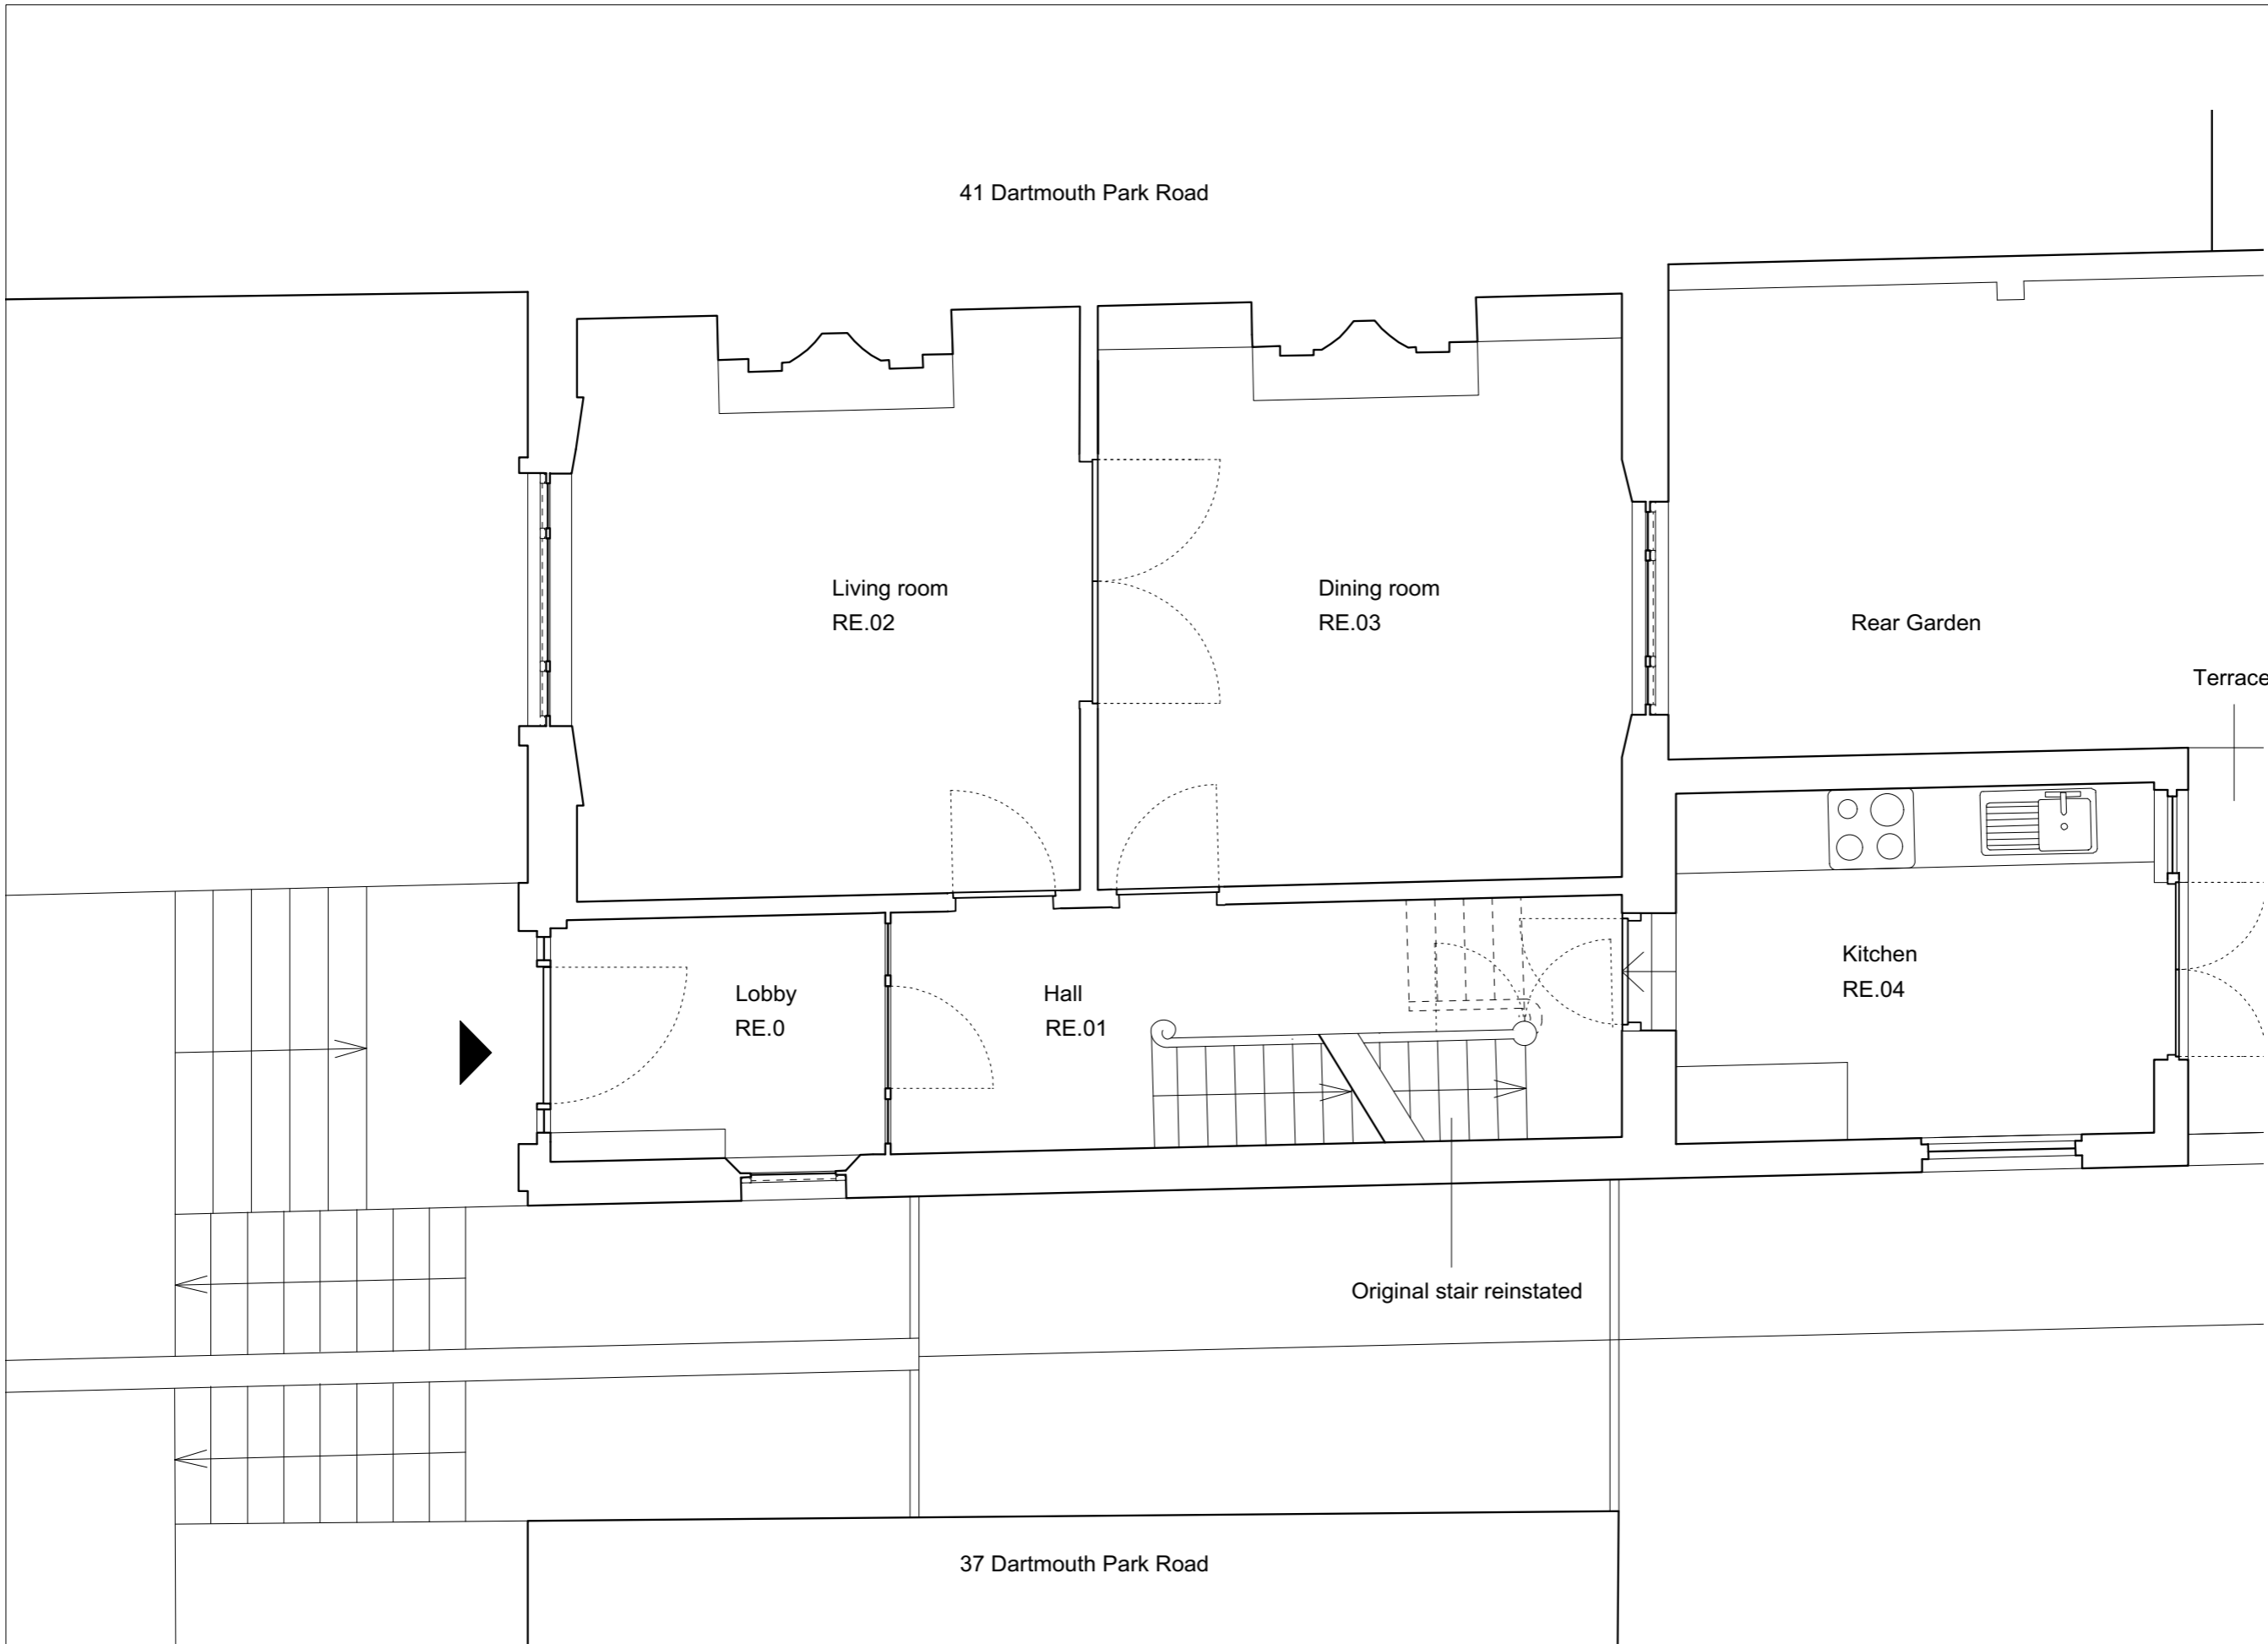 41 Dartmouth Park Road
Living room
RE.02
Dining room
RE.03
Rear Garden
Terrace
Lobby
RE.0
Hall
RE.01
Kitchen
RE.04
Original stair reinstated
37 Dartmouth Park Road